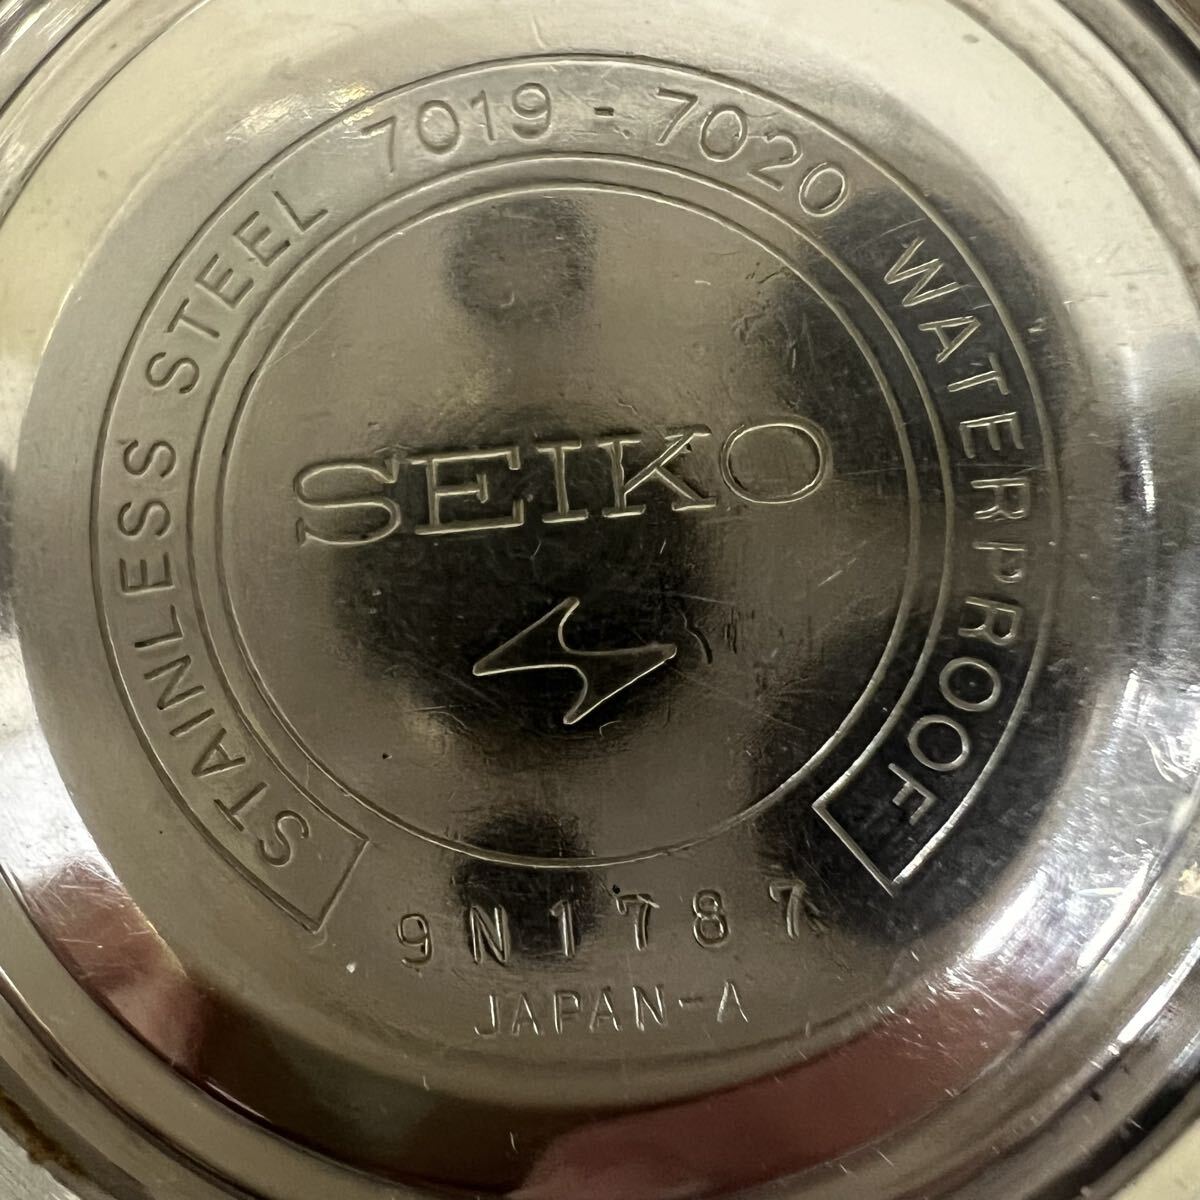 STAINLESS STEEL 7019-7020 WATERPROOF
SEIKO
9N1787
JAPAN-A